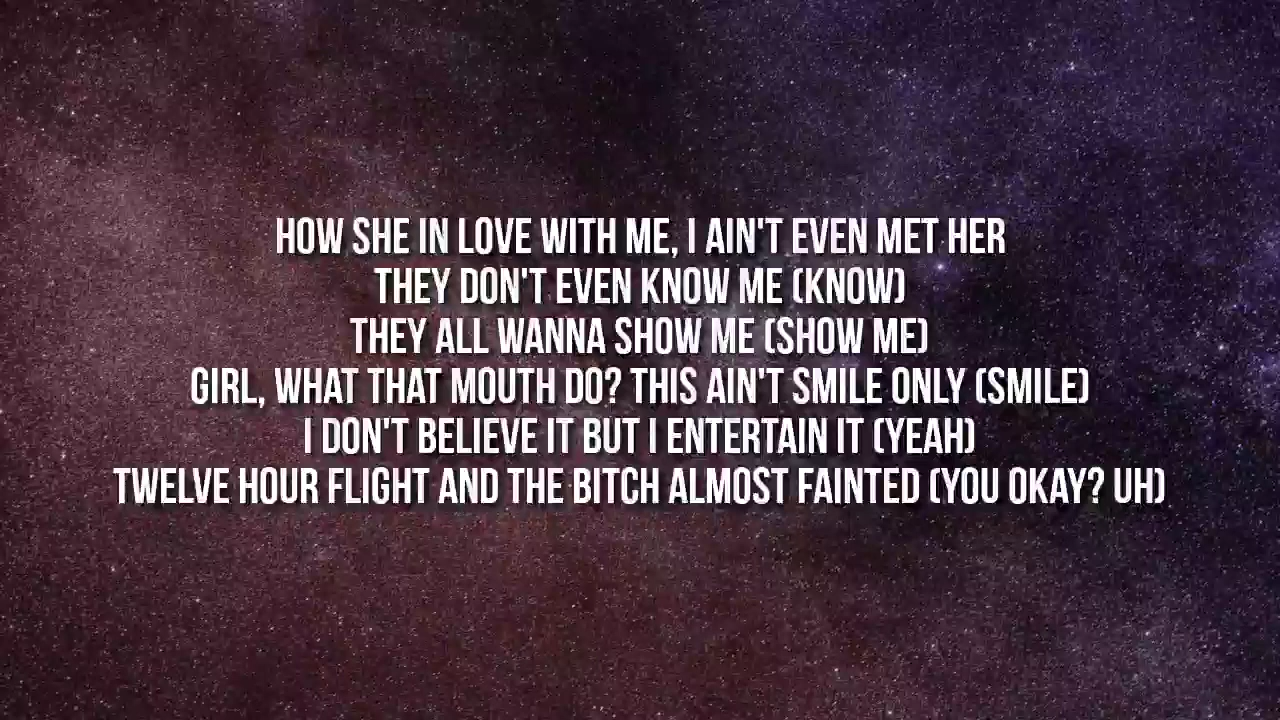 HOW SHE IN LOVE WITH ME, I AIN'T EVEN MET HER
THEY DON'T EVEN KNOW ME (KNOW)
THEY ALL WANNA SHOW ME (SHOW ME)
GIRL, WHAT THAT MOUTH DO? THIS AIN'T SMILE ONLY (SMILE)
I DON'T BELIEVE IT BUT I ENTERTAIN IT (YEAH)
TWELVE HOUR FLIGHT AND THE BITCH ALMOST FAINTED (YOU OKAY? UH)